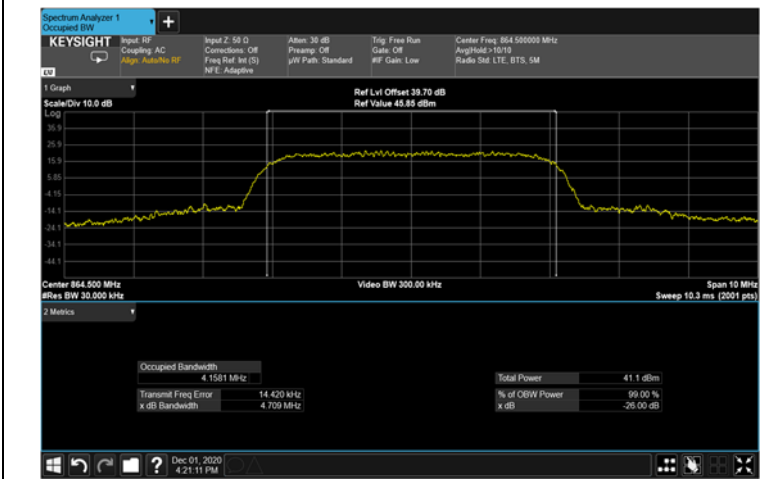 Spectrum Analyzer 1
Occupied BW
KEYSIGHT
Input: RF
Coupling: AC
Align: Auto/No RF
Input Z: 50 Ω
Corrections: Off
Freq Ref: Int (S)
NFE: Adaptive
Atten: 30 dB
Preamp: Off
µW Path: Standard
Trig: Free Run
Gate: Off
#IF Gain: Low
Center Freq: 864.500000 MHz
Avg|Hold:>10/10
Radio Std: LTE, BTS, 5M
1 Graph
Scale/Div 10.0 dB
Ref Lvl Offset 39.70 dB
Ref Value 45.85 dBm
Log
35.9
25.9
15.9
5.85
-4.15
-14.1
-24.1
-34.1
-44.1
Center 864.500 MHz
#Res BW 30.000 kHz
Video BW 300.00 kHz
Span 10 MHz
Sweep 10.3 ms (2001 pts)
2 Metrics
Occupied Bandwidth
4.1581 MHz
Transmit Freq Error 14.420 kHz
x dB Bandwidth 4.709 MHz
Total Power 41.1 dBm
% of OBW Power 99.00 %
x dB -26.00 dB
Dec 01, 2020
4:21:11 PM